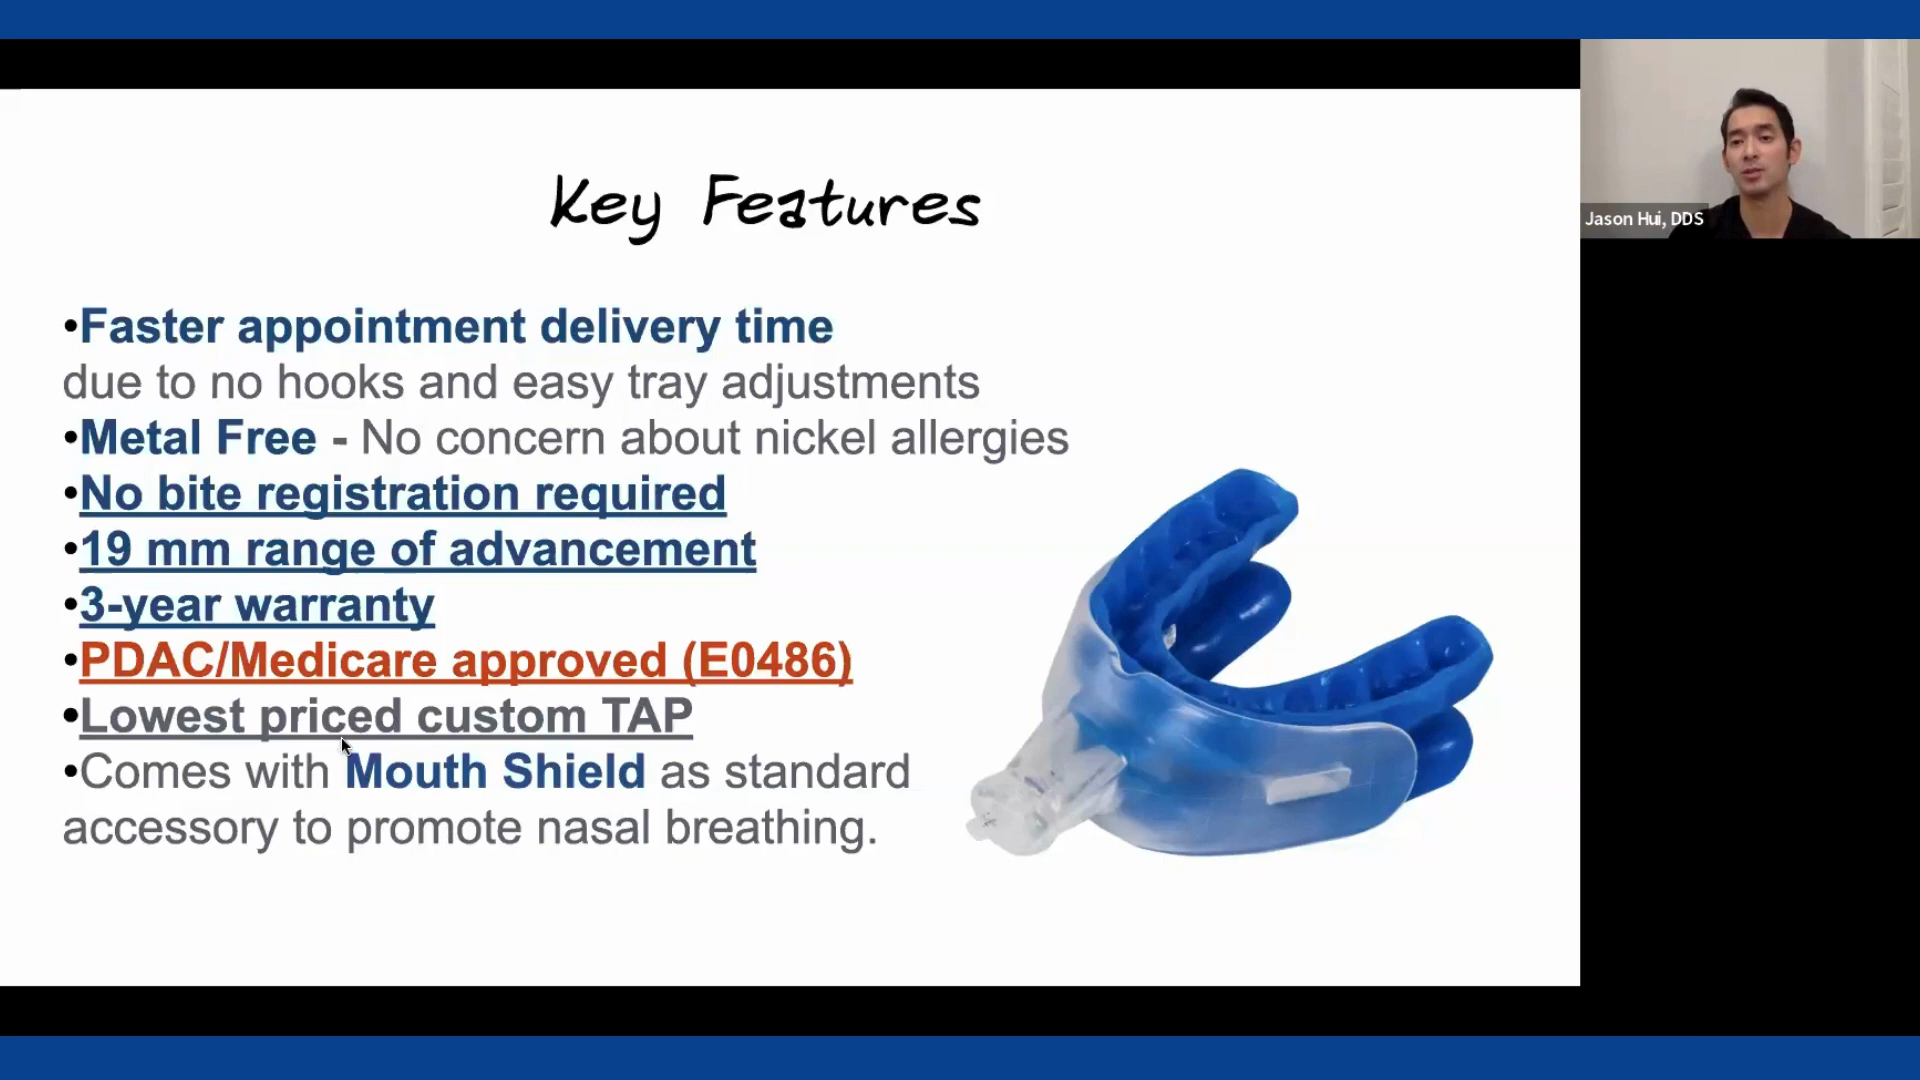 Key Features
•Faster appointment delivery time
due to no hooks and easy tray adjustments
•Metal Free - No concern about nickel allergies
•No bite registration required
•19 mm range of advancement
•3-year warranty
•PDAC/Medicare approved (E0486)
•Lowest priced custom TAP
•Comes with Mouth Shield as standard
accessory to promote nasal breathing.
Jason Hui, DDS